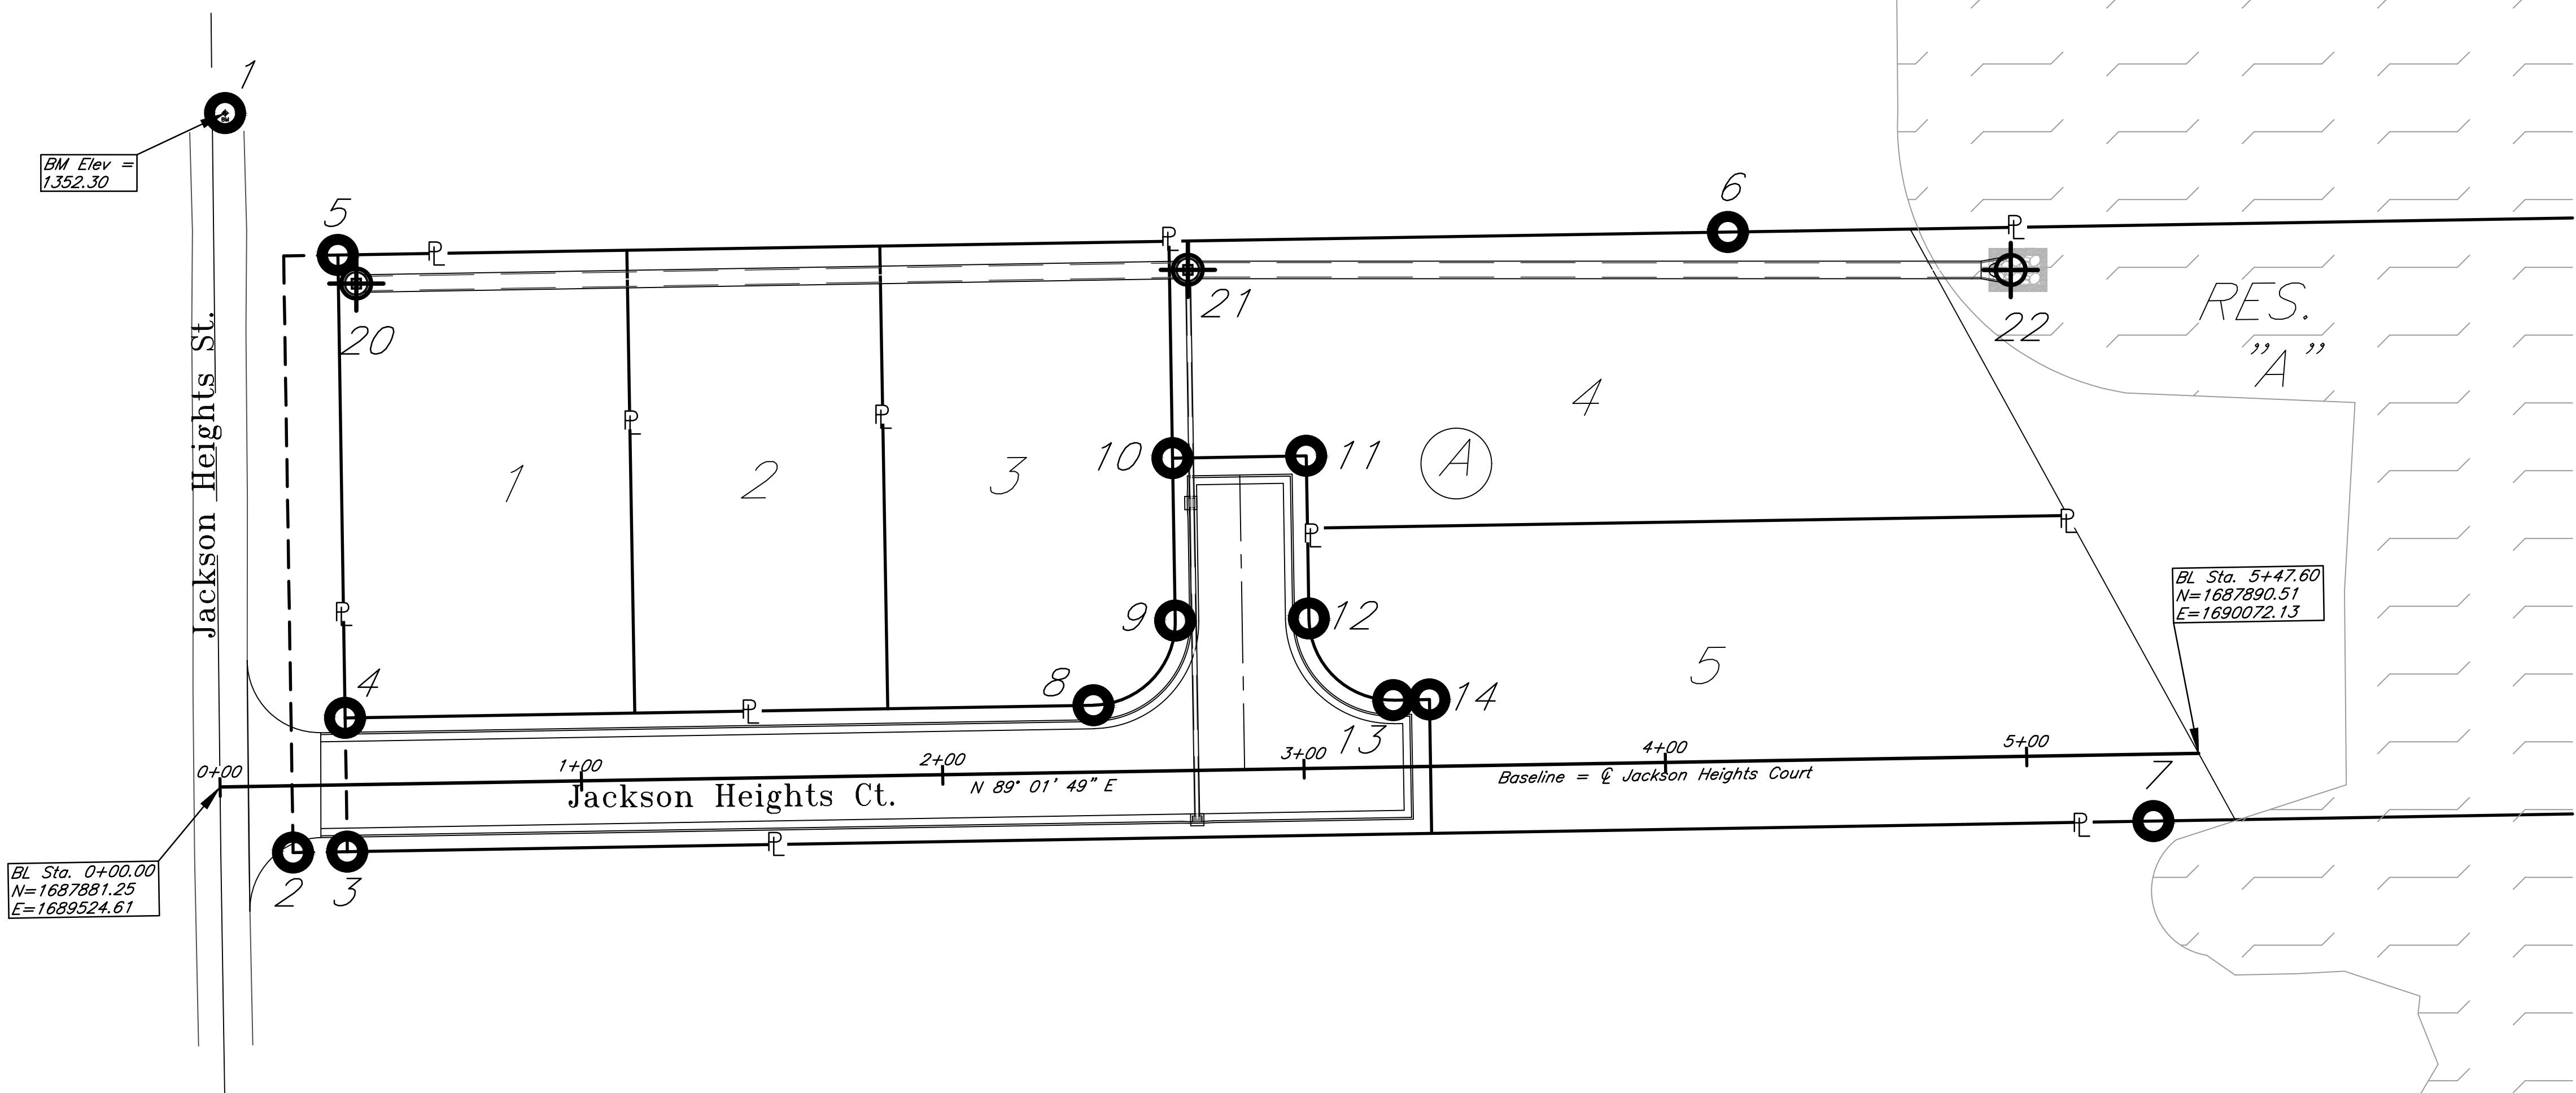 1
BM Elev =
1352.30
5
℄
℄
6
℄
20
21
22
RES.
"A"
Jackson Heights St.
℄
℄
4
1
2
3
10
11
A
℄
℄
℄
9
12
BL Sta. 5+47.60
N=1687890.51
E=1690072.13
4
℄
8
5
14
13
0+00
1+00
2+00
3+00
4+00
5+00
Jackson Heights Ct.
N 89° 01' 49" E
Baseline = ℄ Jackson Heights Court
7
℄
℄
BL Sta. 0+00.00
N=1687881.25
E=1689524.61
2
3